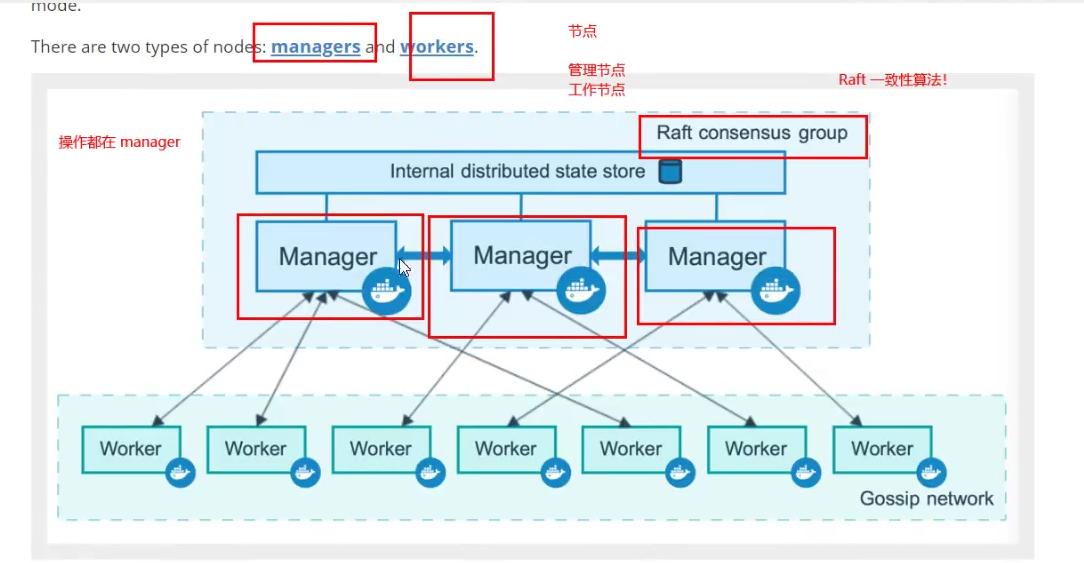 mode.
There are two types of nodes: managers and workers.
节点
管理节点
工作节点
Raft 一致性算法!
操作都在 manager
Raft consensus group
Internal distributed state store
Manager
Manager
Manager
Worker
Worker
Worker
Worker
Worker
Worker
Worker
Gossip network